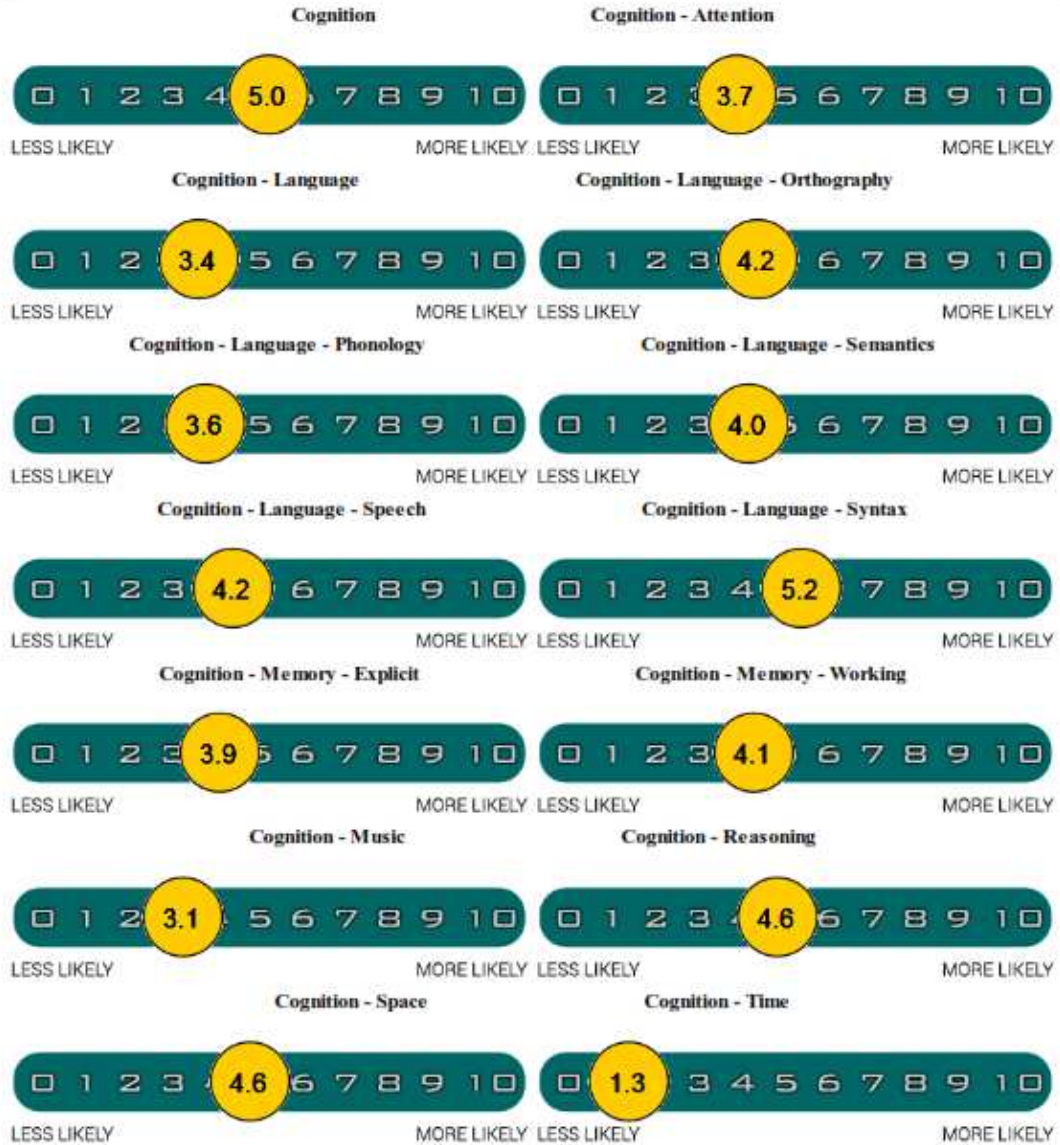 Cognition Cognition - Attention
0 1 2 3 4 5.0 6 7 8 9 10 0 1 2 3 3.7 5 6 7 8 9 10
LESS LIKELY MORE LIKELY LESS LIKELY MORE LIKELY
Cognition - Language Cognition - Language - Orthography
0 1 2 3.4 5 6 7 8 9 10 0 1 2 3 4.2 6 7 8 9 10
LESS LIKELY MORE LIKELY LESS LIKELY MORE LIKELY
Cognition - Language - Phonology Cognition - Language - Semantics
0 1 2 3.6 5 6 7 8 9 10 0 1 2 3 4.0 5 6 7 8 9 10
LESS LIKELY MORE LIKELY LESS LIKELY MORE LIKELY
Cognition - Language - Speech Cognition - Language - Syntax
0 1 2 3 4.2 6 7 8 9 10 0 1 2 3 4 5.2 7 8 9 10
LESS LIKELY MORE LIKELY LESS LIKELY MORE LIKELY
Cognition - Memory - Explicit Cognition - Memory - Working
0 1 2 3 3.9 5 6 7 8 9 10 0 1 2 3 4.1 6 7 8 9 10
LESS LIKELY MORE LIKELY LESS LIKELY MORE LIKELY
Cognition - Music Cognition - Reasoning
0 1 2 3.1 5 6 7 8 9 10 0 1 2 3 4 4.6 6 7 8 9 10
LESS LIKELY MORE LIKELY LESS LIKELY MORE LIKELY
Cognition - Space Cognition - Time
0 1 2 3 4 4.6 6 7 8 9 10 0 1.3 3 4 5 6 7 8 9 10
LESS LIKELY MORE LIKELY LESS LIKELY MORE LIKELY